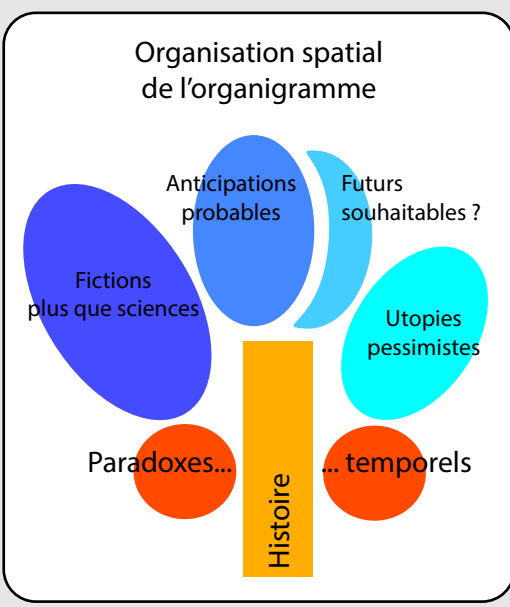 Organisation spatial
de l'organigramme
Anticipations
probables
Futurs
souhaitables ?
Fictions
plus que sciences
Utopies
pessimistes
Paradoxes...
... temporels
Histoire